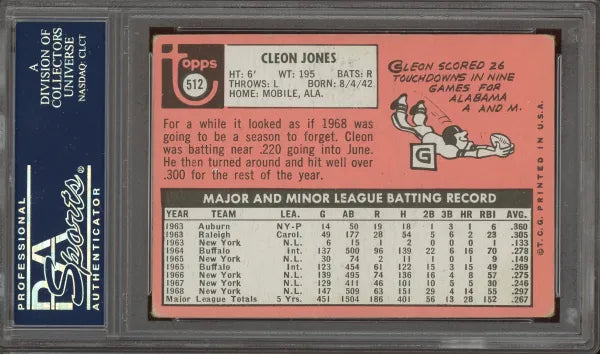 A
DIVISION OF
COLLECTORS
UNIVERSE
NASDAQ: CLCT
PROFESSIONAL
PSA
Sports®
AUTHENTICATOR
topps
512
CLEON JONES
HT: 6' WT: 195 BATS: R
THROWS: L BORN: 8/4/42
HOME: MOBILE, ALA.
For a while it looked as if 1968 was
going to be a season to forget. Cleon
was batting near .220 going into June.
He then turned around and hit well over
.300 for the rest of the year.
CLEON SCORED 26
TOUCHDOWNS IN NINE
GAMES FOR
ALABAMA
A AND M.
G
MAJOR AND MINOR LEAGUE BATTING RECORD
YEAR TEAM LEA. G AB R H 2B 3B HR RBI AVG.
1963 Auburn NY-P 14 50 19 18 1 3 1 6 .360
1963 Raleigh Carol. 49 177 28 54 5 2 23 .305
1963 New York N.L. 6 15 1 2 0 0 0 1 .133
1964 Buffalo Int. 137 500 96 139 22 6 16 70 .278
1965 New York N.L. 30 74 2 11 1 0 1 9 .149
1965 Buffalo Int. 123 454 61 122 15 3 15 49 .269
1966 New York N.L. 139 495 74 136 16 4 8 57 .275
1967 New York N.L. 129 411 46 101 10 5 5 30 .246
1968 New York N.L. 147 509 63 151 29 4 14 55 .297
Major League Totals 5 Yrs. 451 1504 186 401 56 13 28 152 .267
©T.C.G. PRINTED IN U.S.A.